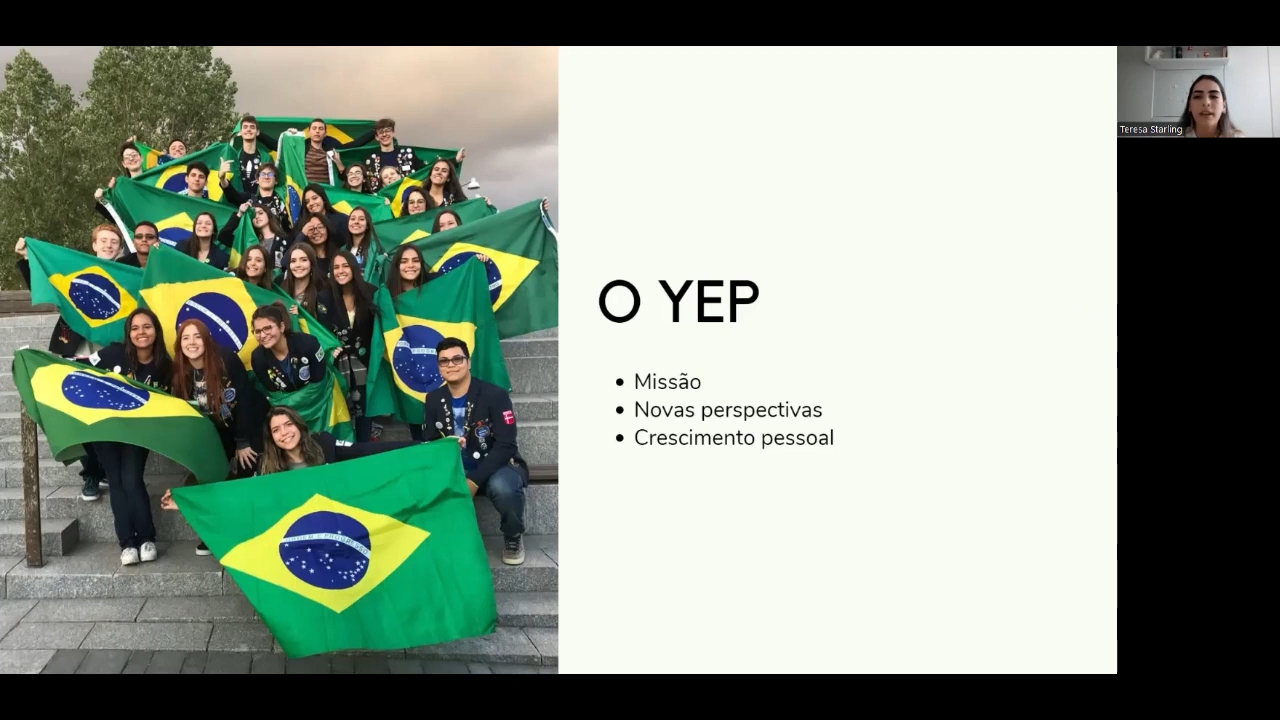 O YEP
Missão
Novas perspectivas
Crescimento pessoal
Teresa Starling